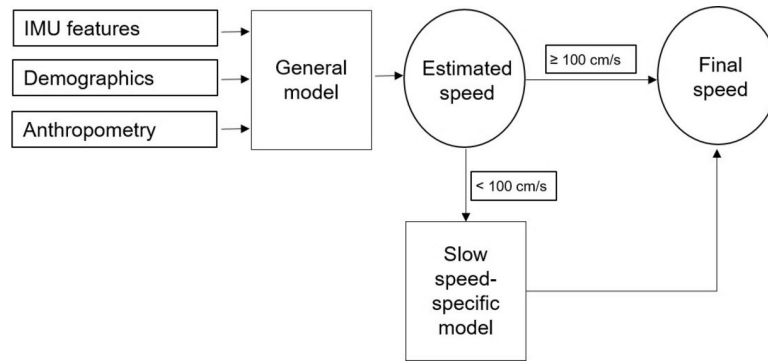 IMU features
Demographics
Anthropometry
General
model
Estimated
speed
≥ 100 cm/s
Final
speed
< 100 cm/s
Slow
speed-
specific
model